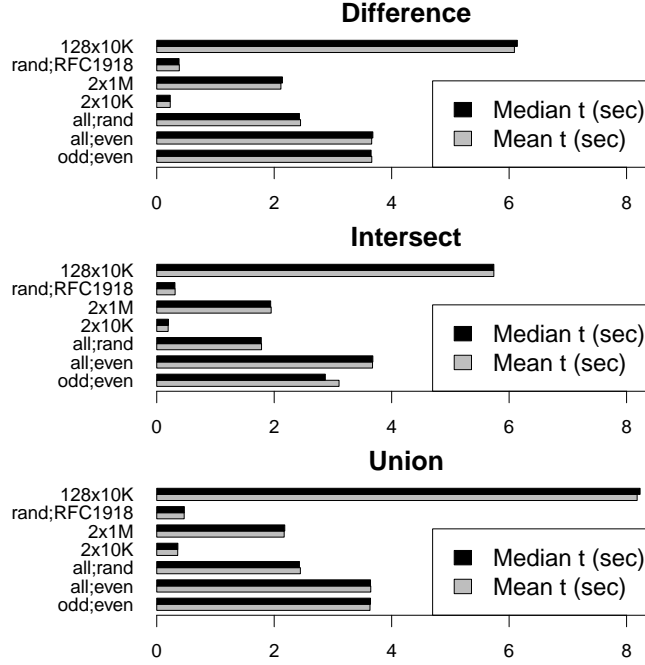 Difference
128x10K
rand;RFC1918
2x1M
2x10K
all;rand
all;even
odd;even
Median t (sec)
Mean t (sec)
0 2 4 6 8
Intersect
128x10K
rand;RFC1918
2x1M
2x10K
all;rand
all;even
odd;even
Median t (sec)
Mean t (sec)
0 2 4 6 8
Union
128x10K
rand;RFC1918
2x1M
2x10K
all;rand
all;even
odd;even
Median t (sec)
Mean t (sec)
0 2 4 6 8